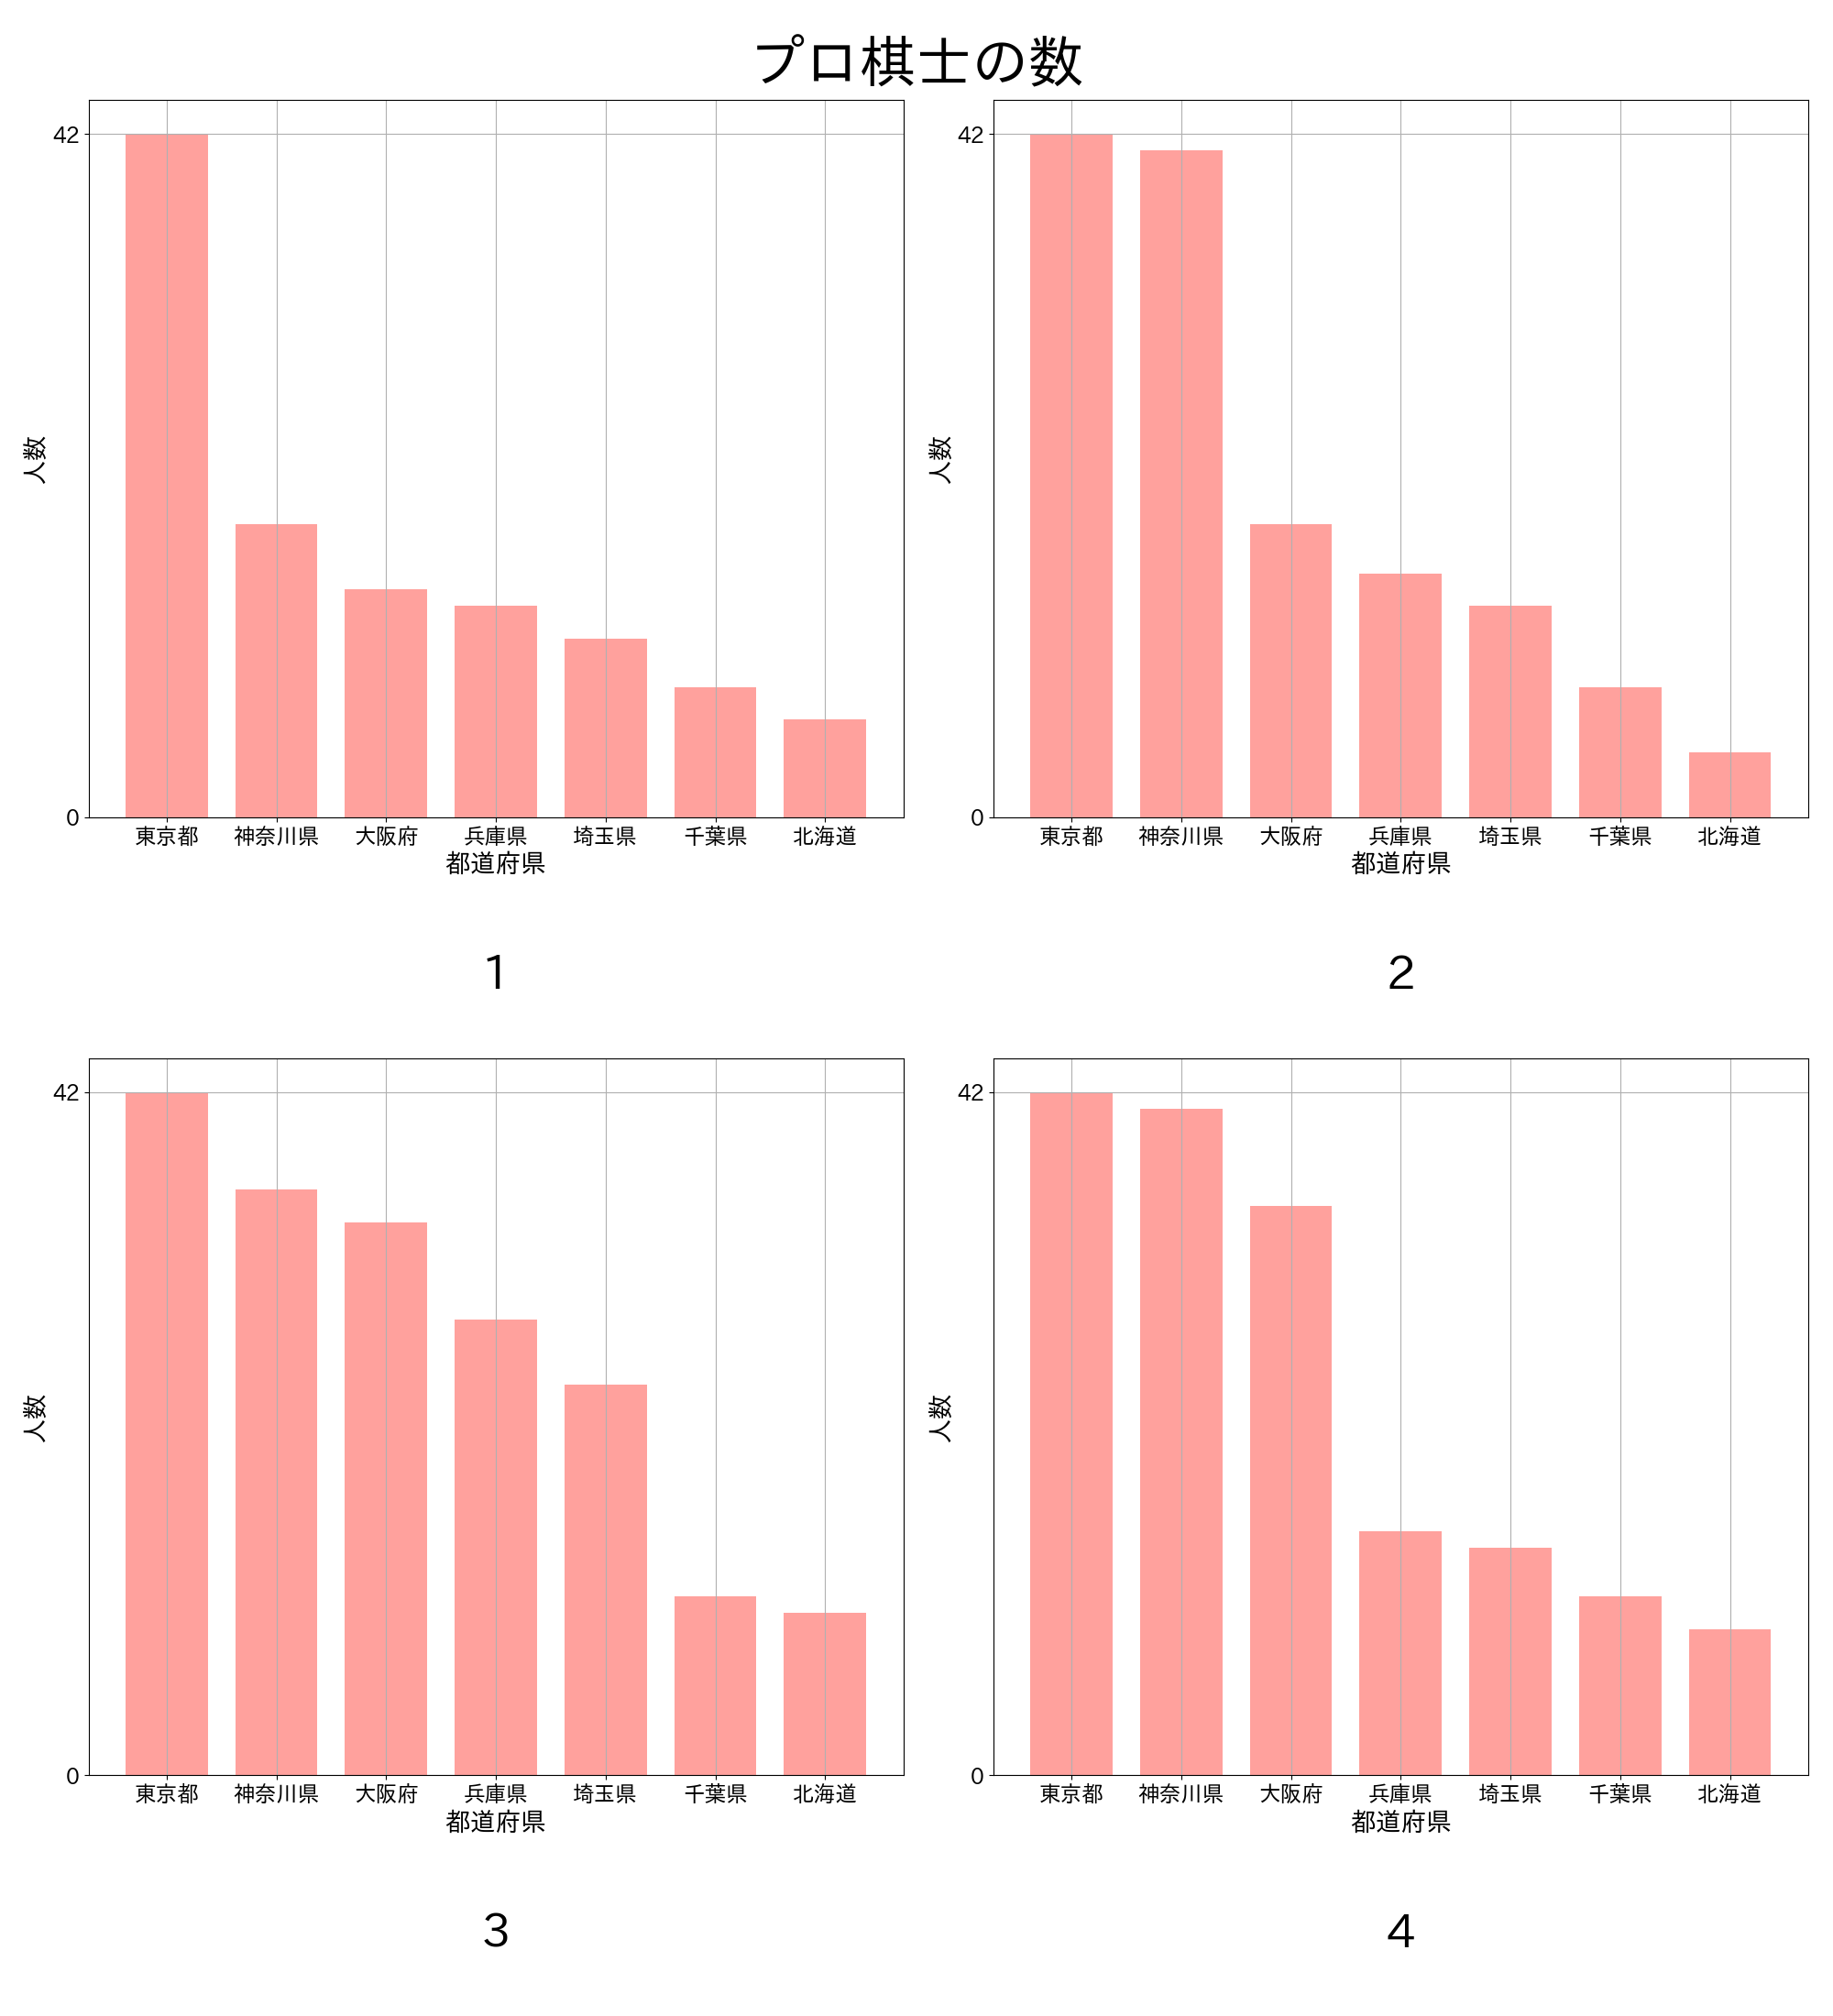 プロ棋士の数
42
0
人数
東京都 神奈川県 大阪府 兵庫県 埼玉県 千葉県 北海道
都道府県
1
42
0
人数
東京都 神奈川県 大阪府 兵庫県 埼玉県 千葉県 北海道
都道府県
2
42
0
人数
東京都 神奈川県 大阪府 兵庫県 埼玉県 千葉県 北海道
都道府県
3
42
0
人数
東京都 神奈川県 大阪府 兵庫県 埼玉県 千葉県 北海道
都道府県
4